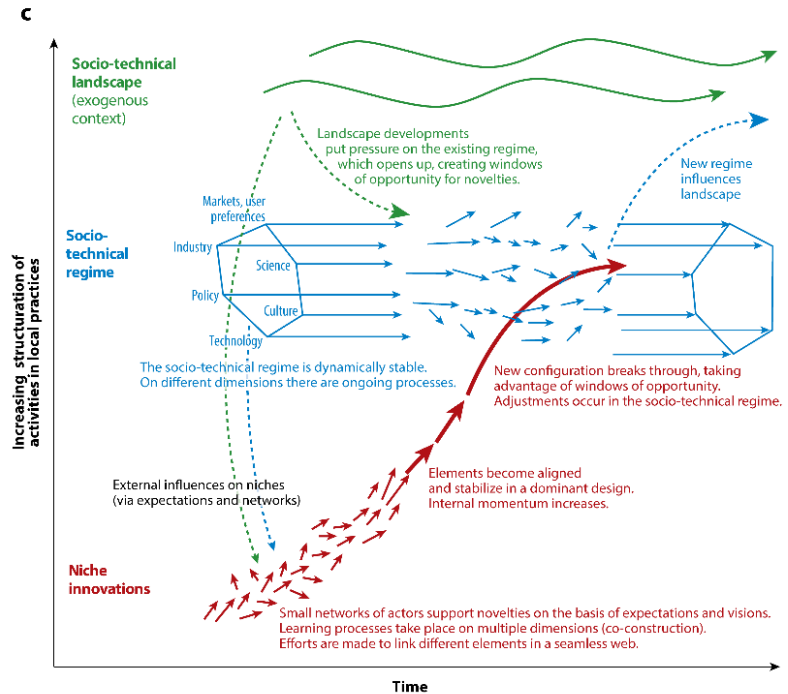 c
Socio-technical
landscape
(exogenous
context)
Landscape developments
put pressure on the existing regime,
which opens up, creating windows
of opportunity for novelties.
New regime
influences
landscape
Markets, user
preferences
Socio-
technical
regime
Industry
Science
Policy
Culture
Technology
The socio-technical regime is dynamically stable.
On different dimensions there are ongoing processes.
New configuration breaks through, taking
advantage of windows of opportunity.
Adjustments occur in the socio-technical regime.
Increasing structuration of
activities in local practices
External influences on niches
(via expectations and networks)
Elements become aligned
and stabilize in a dominant design.
Internal momentum increases.
Niche
innovations
Small networks of actors support novelties on the basis of expectations and visions.
Learning processes take place on multiple dimensions (co-construction).
Efforts are made to link different elements in a seamless web.
Time